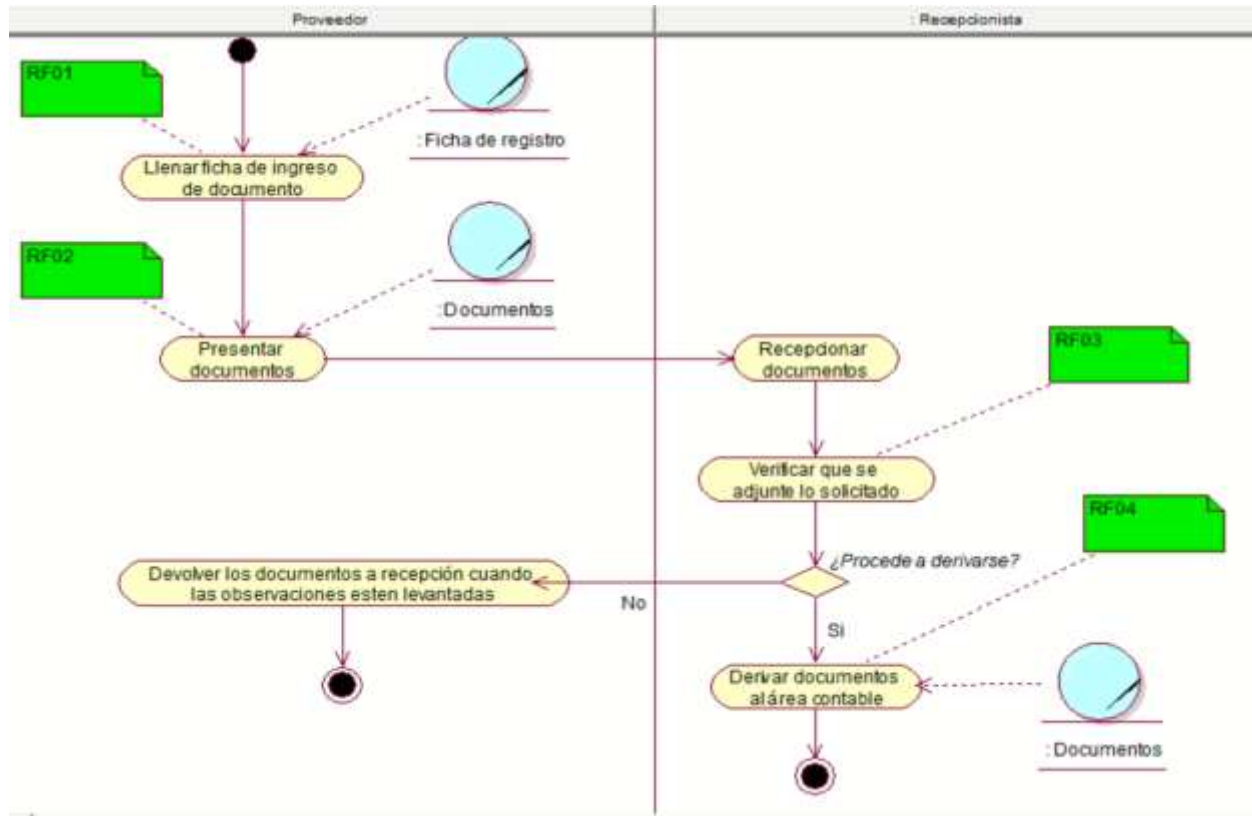 Proveedor
: Recepcionista
RF01
: Ficha de registro
Llenar ficha de ingreso
de documento
RF02
: Documentos
Presentar
documentos
Recepcionar
documentos
RF03
Verificar que se
adjunte lo solicitado
RF04
¿Procede a derivarse?
Devolver los documentos a recepción cuando
las observaciones esten levantadas
No
Si
Derivar documentos
al área contable
: Documentos